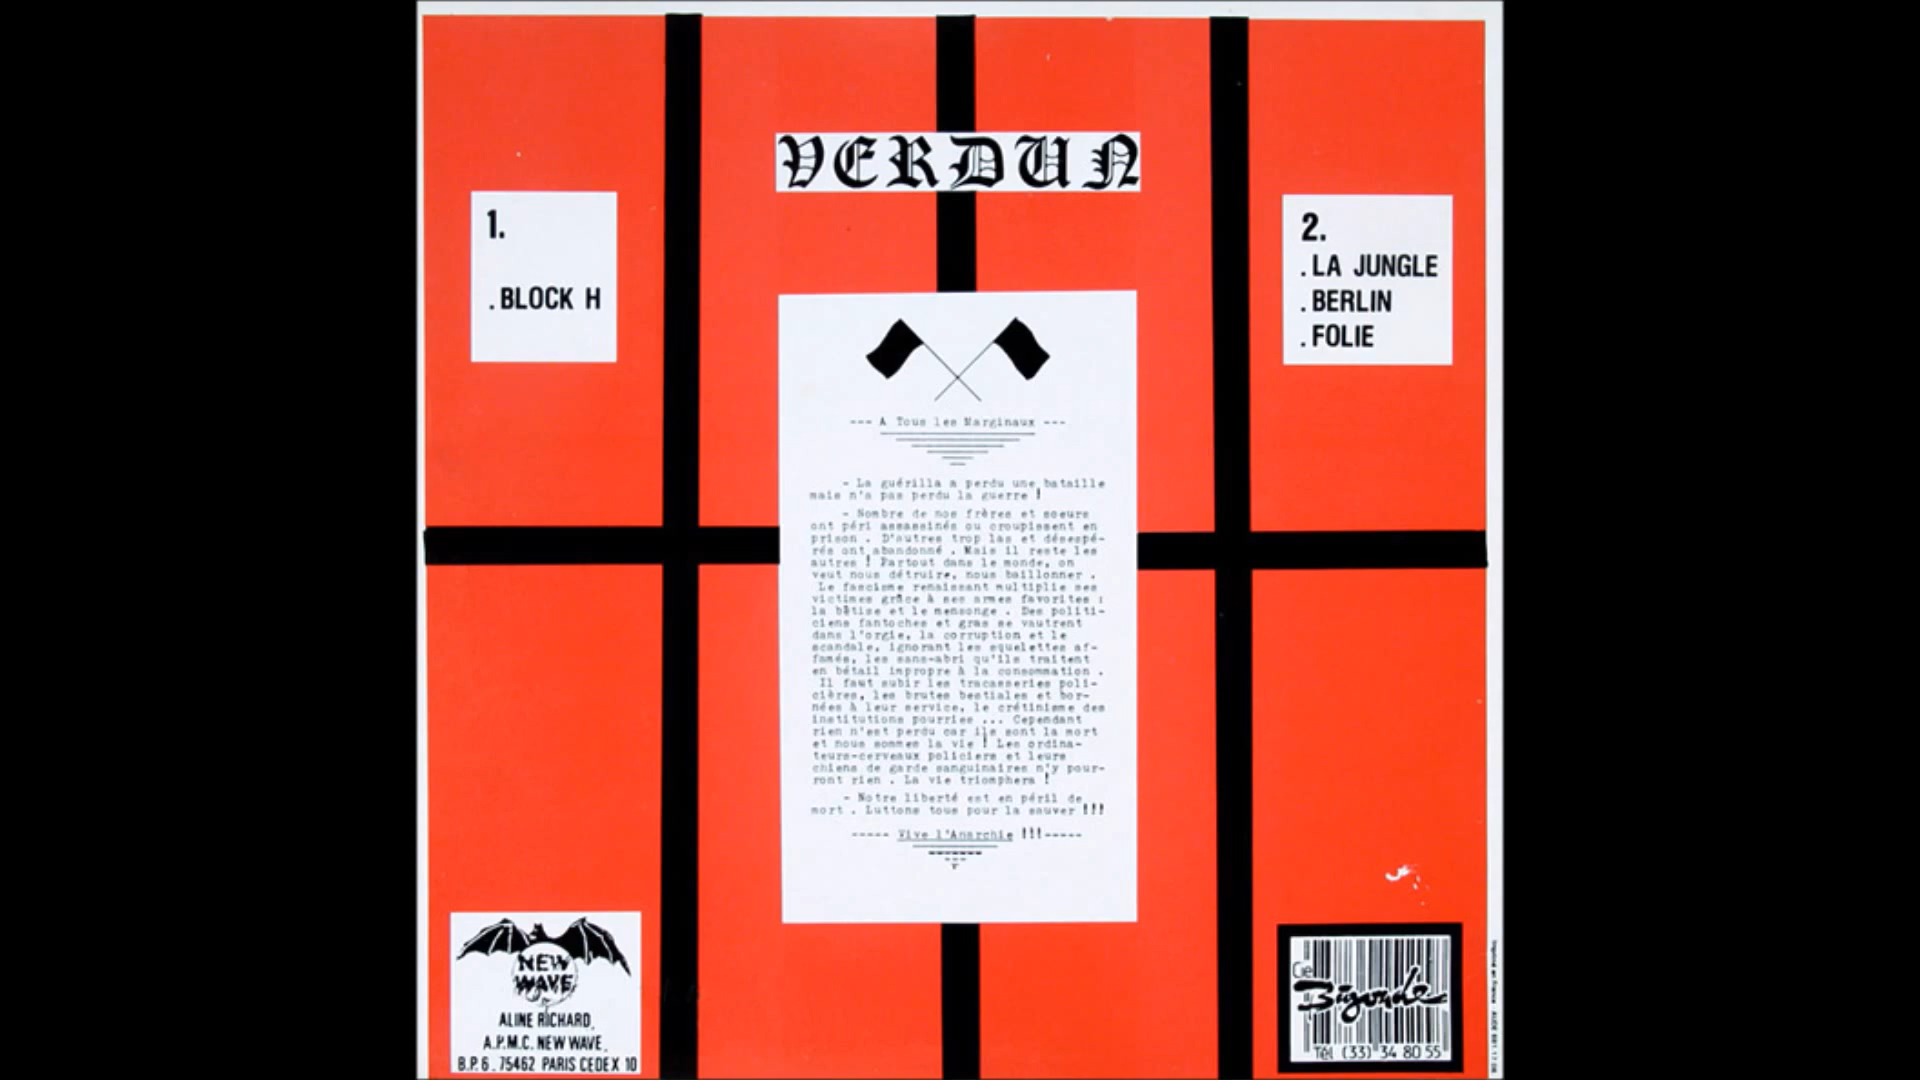 VERDUN
1.
. BLOCK H
2.
. LA JUNGLE
. BERLIN
. FOLIE
--- A Tous les Marginaux ---
- La guérilla a perdu une bataille
mais n'a pas perdu la guerre !
- Nombre de nos frères et soeurs
ont péri assassinés ou croupissent en
prison . D'autres trop las et désespé-
rés ont abandonné . Mais il reste les
autres ! Partout dans le monde, on
veut nous détruire, nous baillonner .
Le fascisme renaissant multiplie ses
victimes grâce à ses armes favorites :
la bêtise et le mensonge . Des politi-
ciens fantoches et gras se vautrent
dans l'orgie, la corruption et le
scandale, ignorant les squelettes af-
famés, les sans-abri qu'ils traitent
en bétail impropre à la consommation .
Il faut subir les tracasseries poli-
cières, les brutes bestiales et bor-
nées à leur service, le crétinisme des
institutions pourries ... Cependant
rien n'est perdu car ils sont la mort
et nous sommes la vie ! Les ordina-
teurs-cerveaux policiers et leurs
chiens de garde sanguinaires n'y pour-
ront rien . La vie triomphera !
- Notre liberté est en péril de
mort . Luttons tous pour la sauver !!!
----- Vive l'Anarchie !!!-----
NEW
WAVE
ALINE RICHARD,
A.P.M.C. NEW WAVE,
B.P. 6 . 75462 PARIS CEDEX 10
Cie
Bigoudé
Tél (33) 34 80 55
Imprimé en France